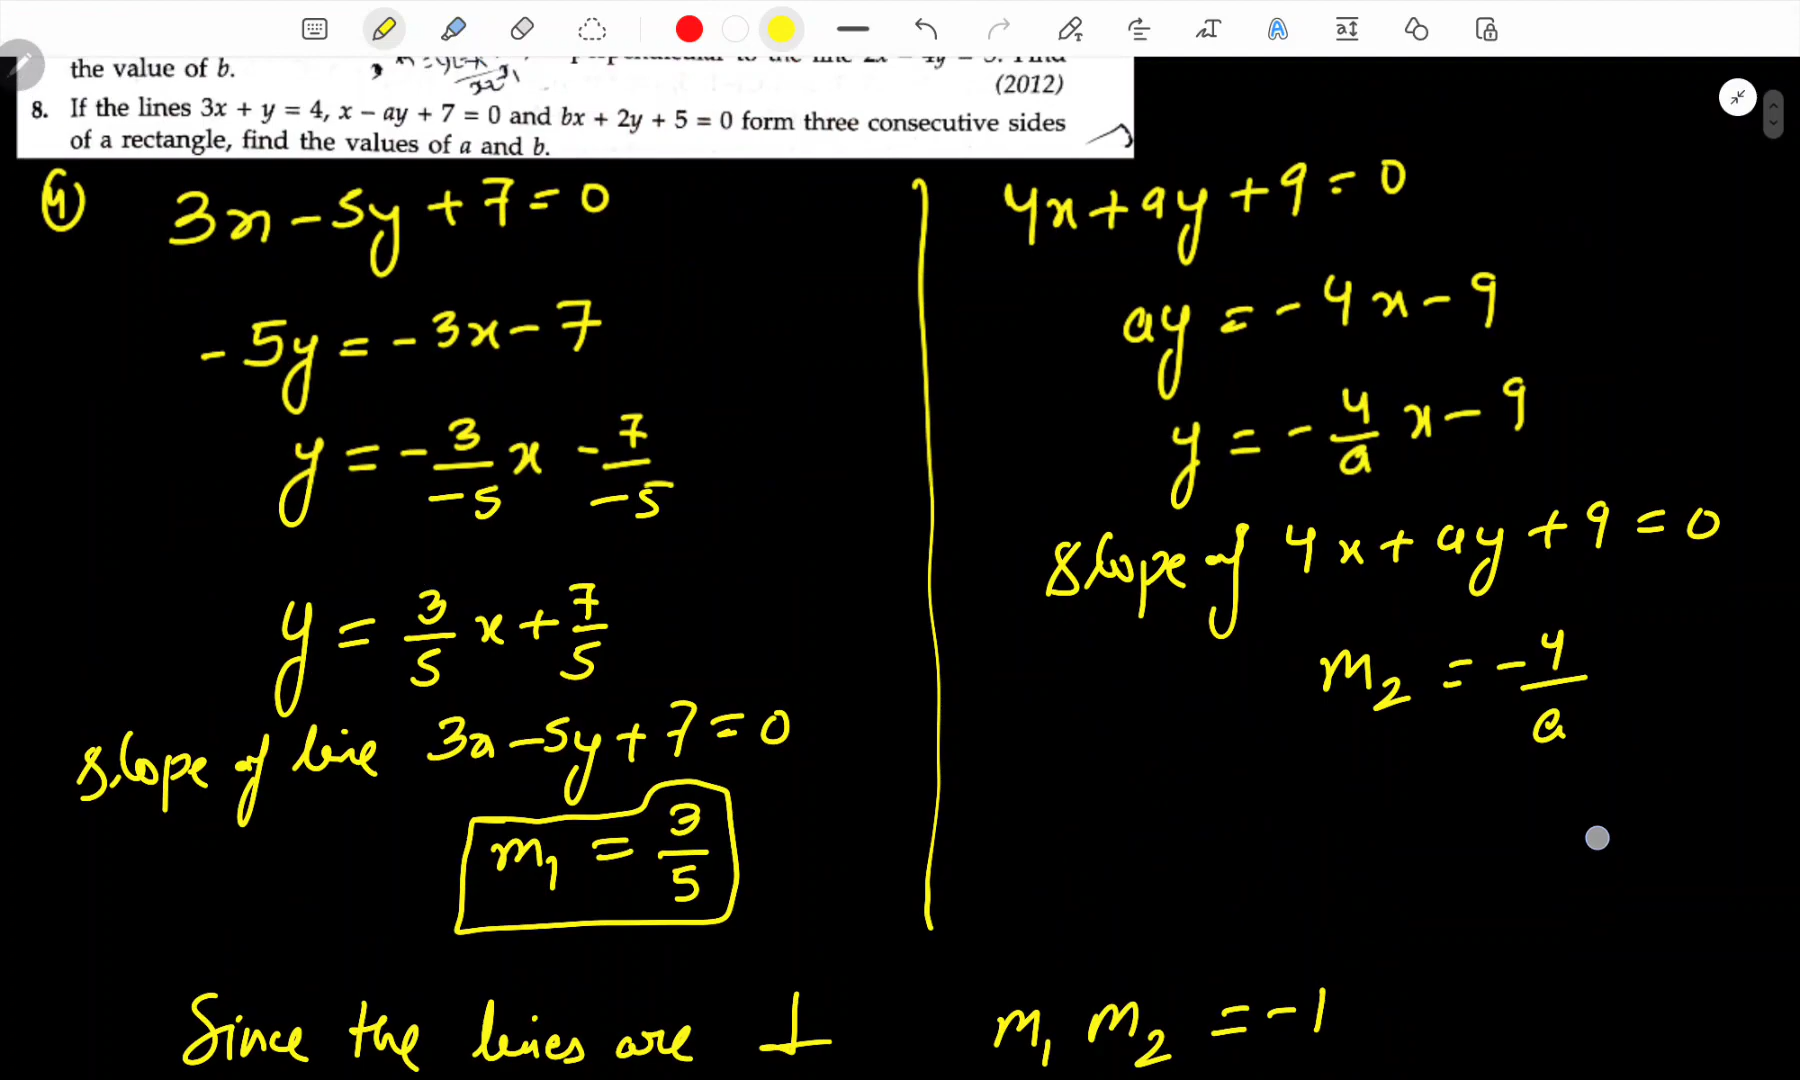 the value of b.
(2012)
8. If the lines 3x + y = 4, x – ay + 7 = 0 and bx + 2y + 5 = 0 form three consecutive sides
of a rectangle, find the values of a and b.
4) 3x - 5y + 7 = 0
-5y = -3x - 7
y = -3/-5 x - 7/-5
y = 3/5 x + 7/5
Slope of line 3x - 5y + 7 = 0
m1 = 3/5
4x + ay + 9 = 0
ay = -4x - 9
y = -4/a x - 9
Slope of 4x + ay + 9 = 0
m2 = -4/a
Since the lines are ⊥ m1 m2 = -1